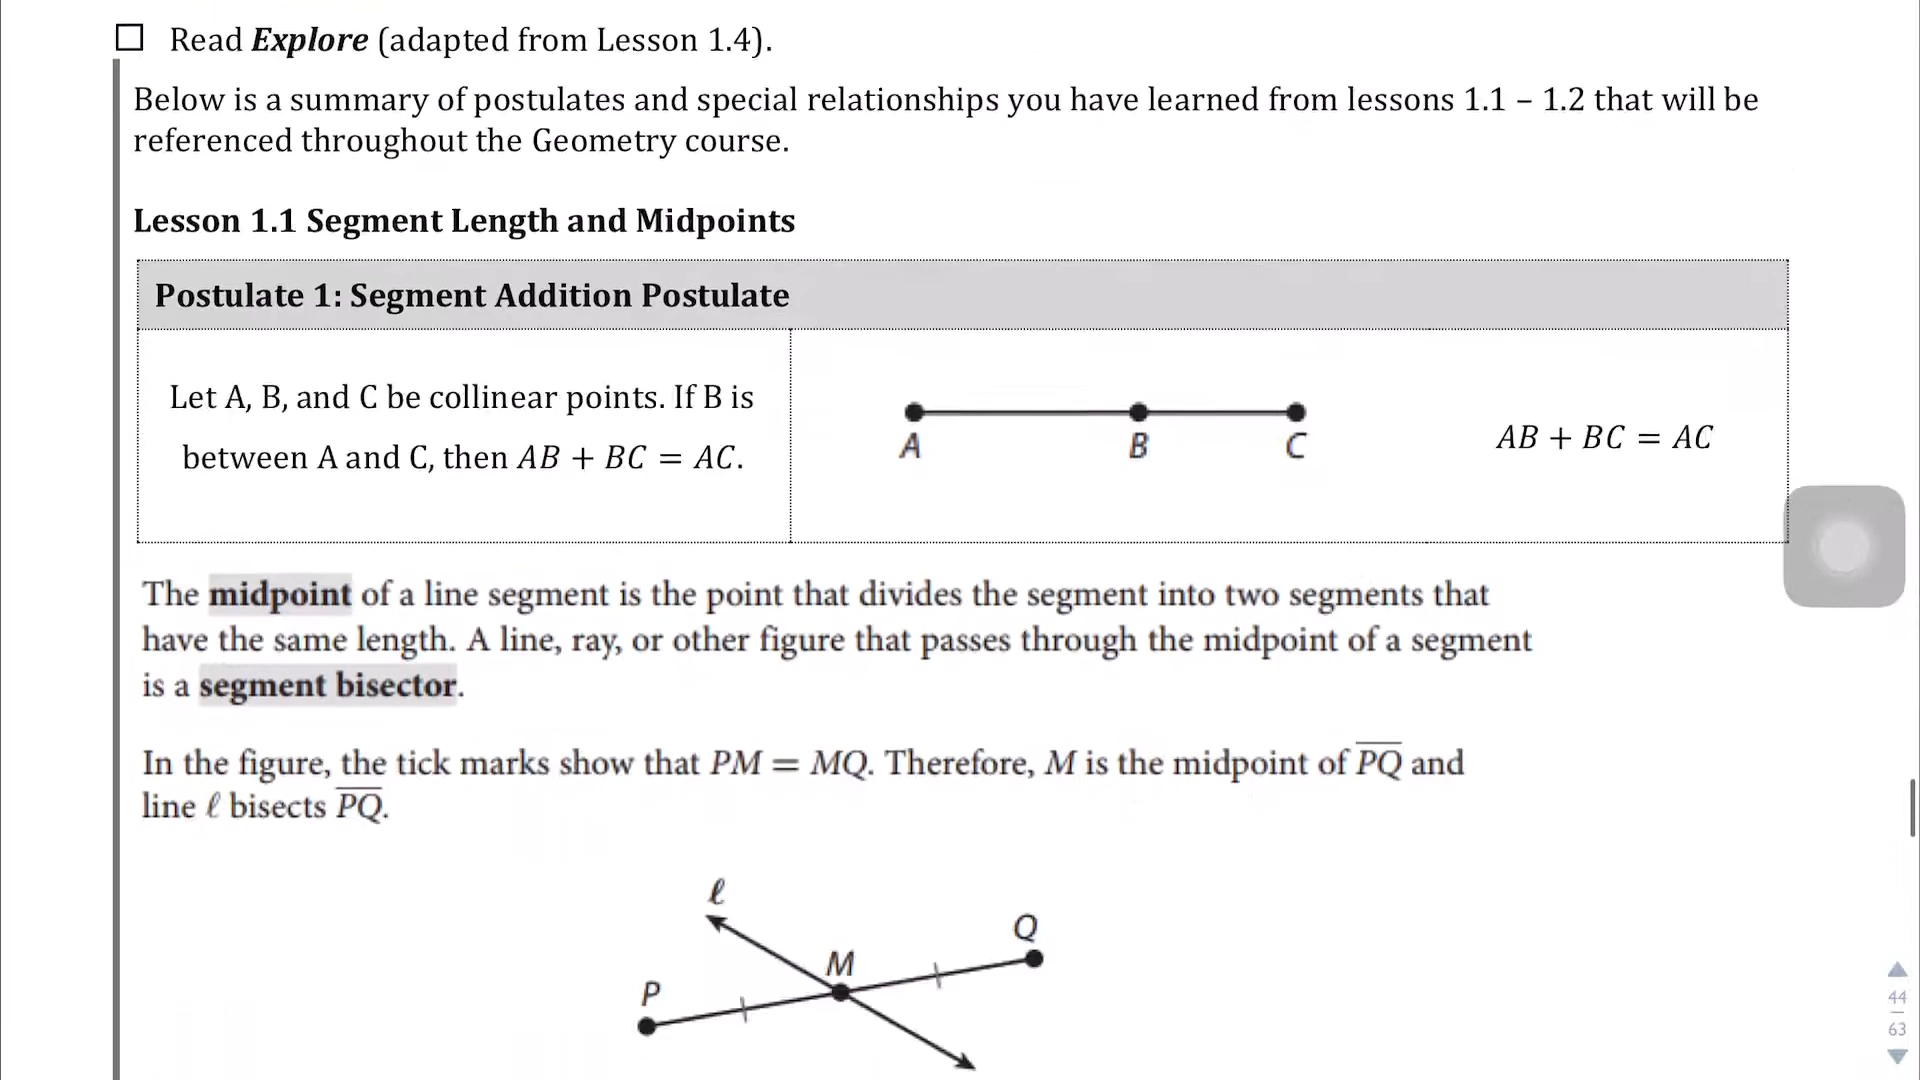 Read Explore (adapted from Lesson 1.4).
Below is a summary of postulates and special relationships you have learned from lessons 1.1 – 1.2 that will be
referenced throughout the Geometry course.
Lesson 1.1 Segment Length and Midpoints
Postulate 1: Segment Addition Postulate
Let A, B, and C be collinear points. If B is
between A and C, then AB + BC = AC.
A B C
AB + BC = AC
The midpoint of a line segment is the point that divides the segment into two segments that
have the same length. A line, ray, or other figure that passes through the midpoint of a segment
is a segment bisector.
In the figure, the tick marks show that PM = MQ. Therefore, M is the midpoint of P̅Q̅ and
line ℓ bisects P̅Q̅.
ℓ
Q
M
P
44
63